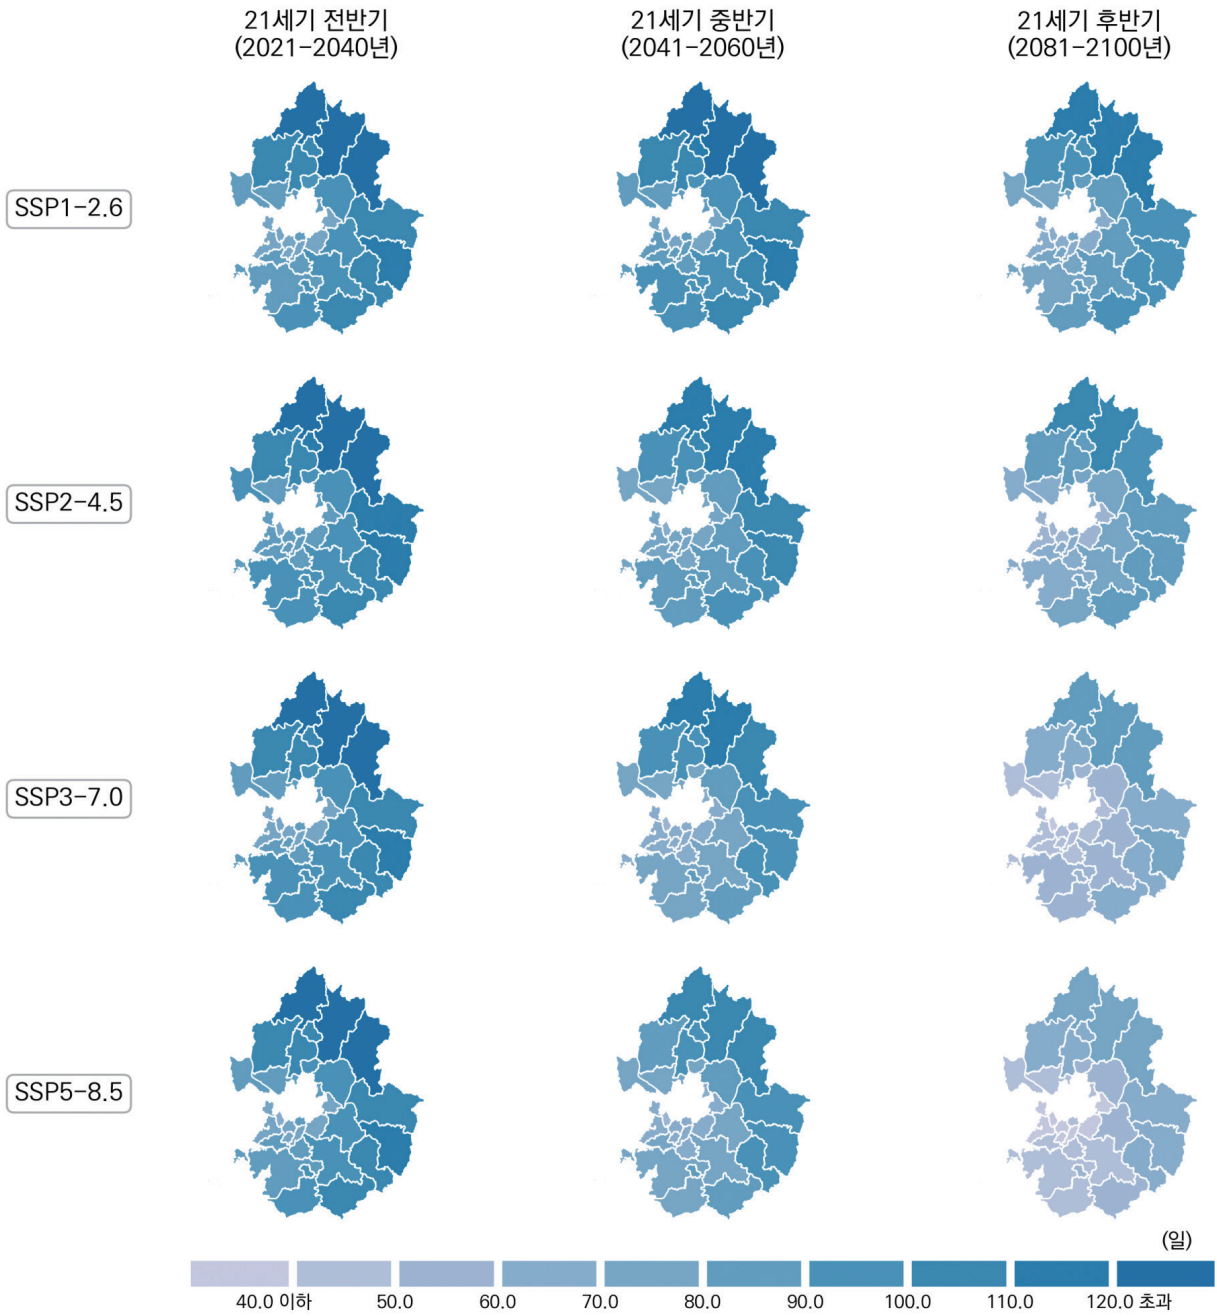 21세기 전반기
(2021-2040년)
21세기 중반기
(2041-2060년)
21세기 후반기
(2081-2100년)
SSP1-2.6
SSP2-4.5
SSP3-7.0
SSP5-8.5
(일)
40.0 이하 50.0 60.0 70.0 80.0 90.0 100.0 110.0 120.0 초과